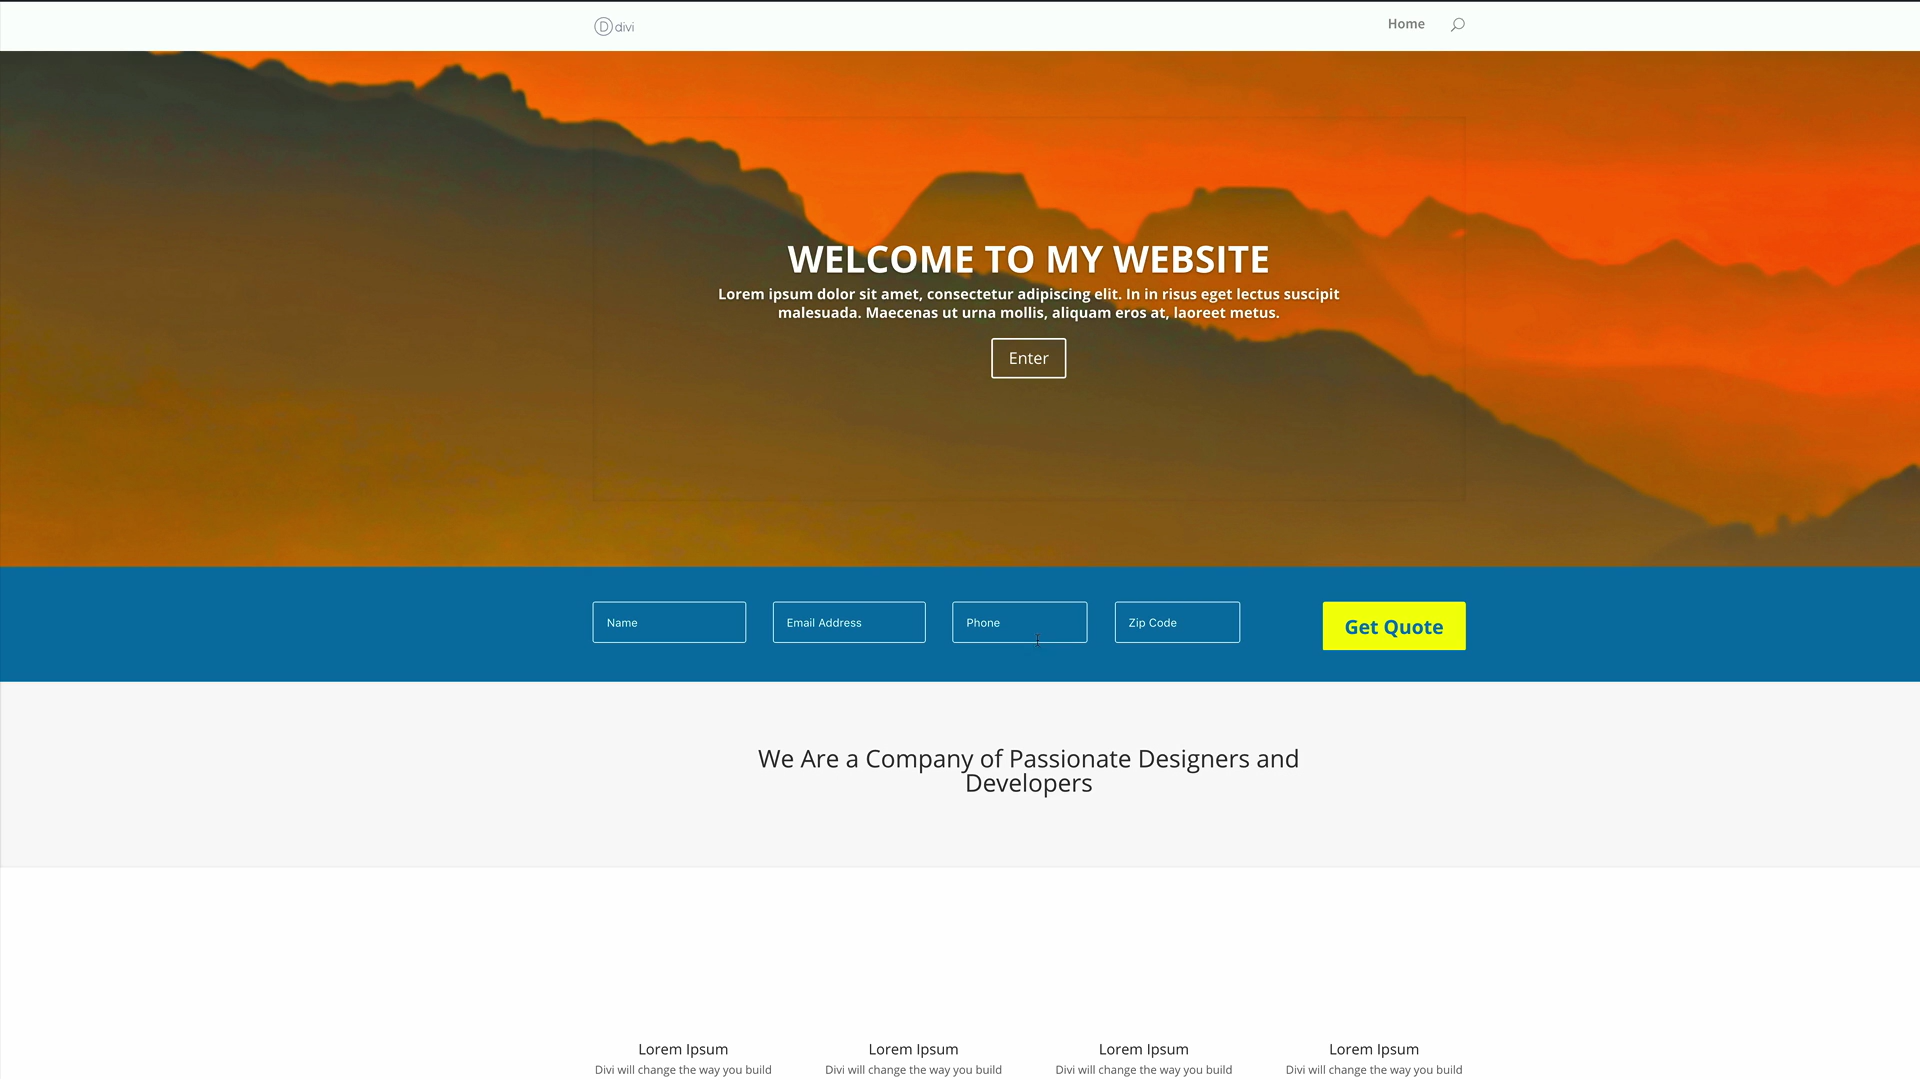 D divi
Home
WELCOME TO MY WEBSITE
Lorem ipsum dolor sit amet, consectetur adipiscing elit. In in risus eget lectus suscipit
malesuada. Maecenas ut urna mollis, aliquam eros at, laoreet metus.
Enter
Name
Email Address
Phone
Zip Code
Get Quote
We Are a Company of Passionate Designers and
Developers
Lorem Ipsum
Divi will change the way you build
Lorem Ipsum
Divi will change the way you build
Lorem Ipsum
Divi will change the way you build
Lorem Ipsum
Divi will change the way you build